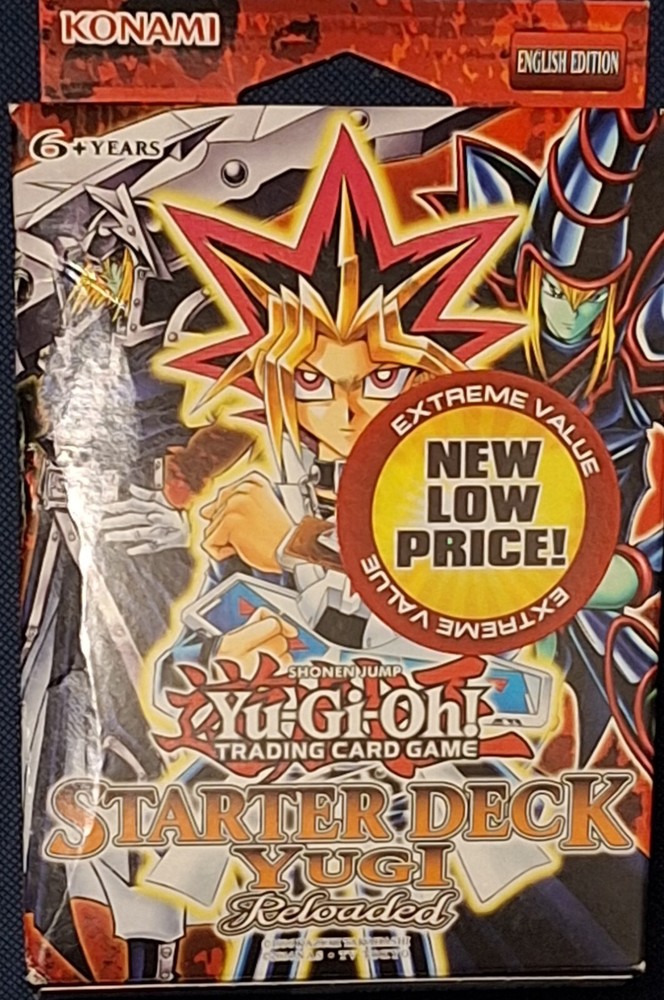 KONAMI
ENGLISH EDITION
6+ YEARS
EXTREME VALUE
NEW
LOW
PRICE!
EXTREME VALUE
SHONEN JUMP
Yu-Gi-Oh!
TRADING CARD GAME
STARTER DECK
YUGI
Reloaded